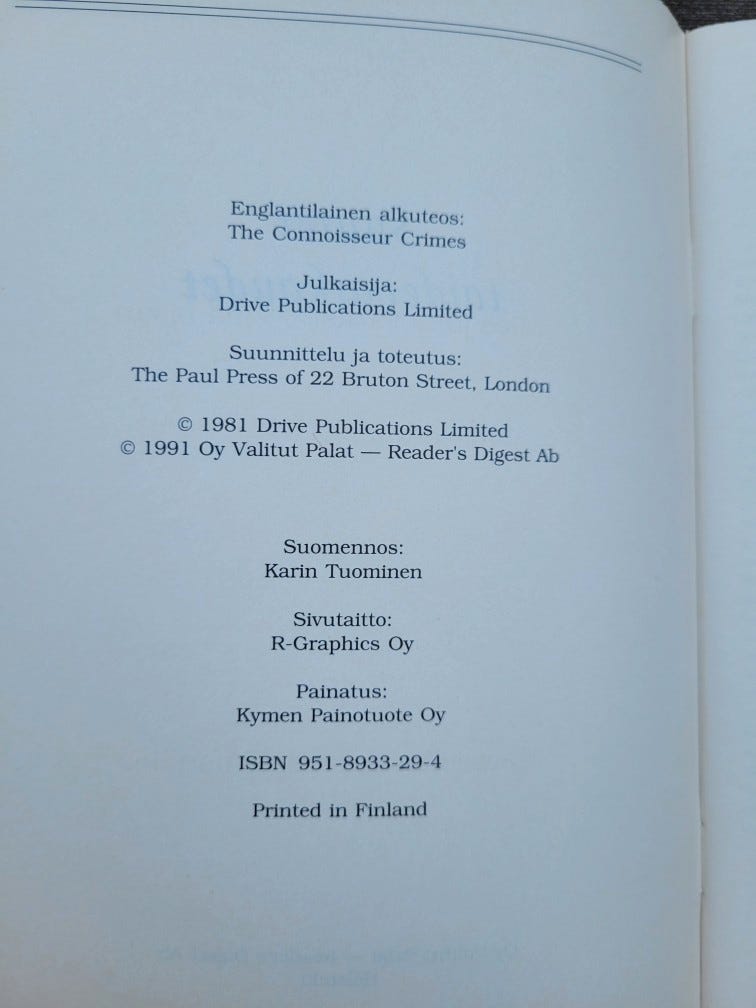 Englantilainen alkuteos:
The Connoisseur Crimes
Julkaisija:
Drive Publications Limited
Suunnittelu ja toteutus:
The Paul Press of 22 Bruton Street, London
© 1981 Drive Publications Limited
© 1991 Oy Valitut Palat — Reader's Digest Ab
Suomennos:
Karin Tuominen
Sivutaitto:
R-Graphics Oy
Painatus:
Kymen Painotuote Oy
ISBN 951-8933-29-4
Printed in Finland